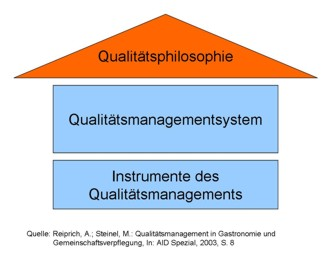 Qualitätsphilosophie
Qualitätsmanagementsystem
Instrumente des
Qualitätsmanagements
Quelle: Reiprich, A.; Steinel, M.: Qualitätsmanagement in Gastronomie und
Gemeinschaftsverpflegung, In: AID Spezial, 2003, S. 8